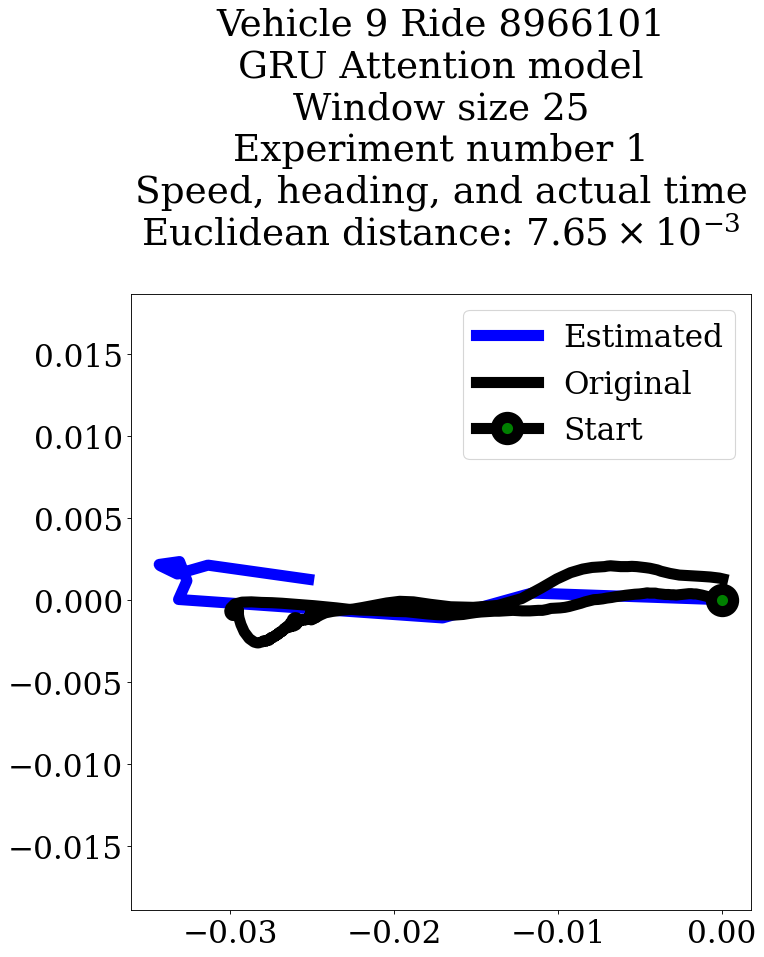 Vehicle 9 Ride 8966101
GRU Attention model
Window size 25
Experiment number 1
Speed, heading, and actual time
Euclidean distance: 7.65 × 10⁻³
Estimated
Original
Start
0.015
0.010
0.005
0.000
−0.005
−0.010
−0.015
−0.03
−0.02
−0.01
0.00